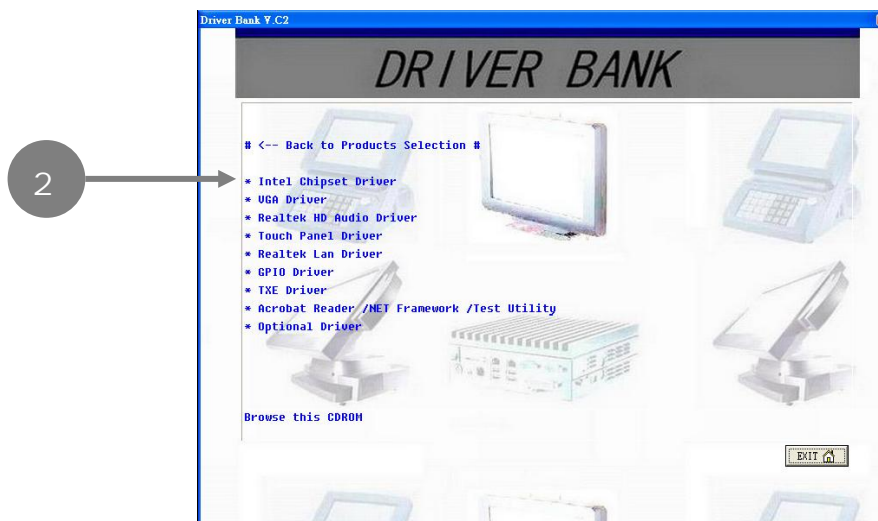 Driver Bank V.C2
DRIVER BANK
# <-- Back to Products Selection #
2
* Intel Chipset Driver
* VGA Driver
* Realtek HD Audio Driver
* Touch Panel Driver
* Realtek Lan Driver
* GPIO Driver
* TXE Driver
* Acrobat Reader /NET Framework /Test Utility
* Optional Driver
Browse this CDROM
EXIT